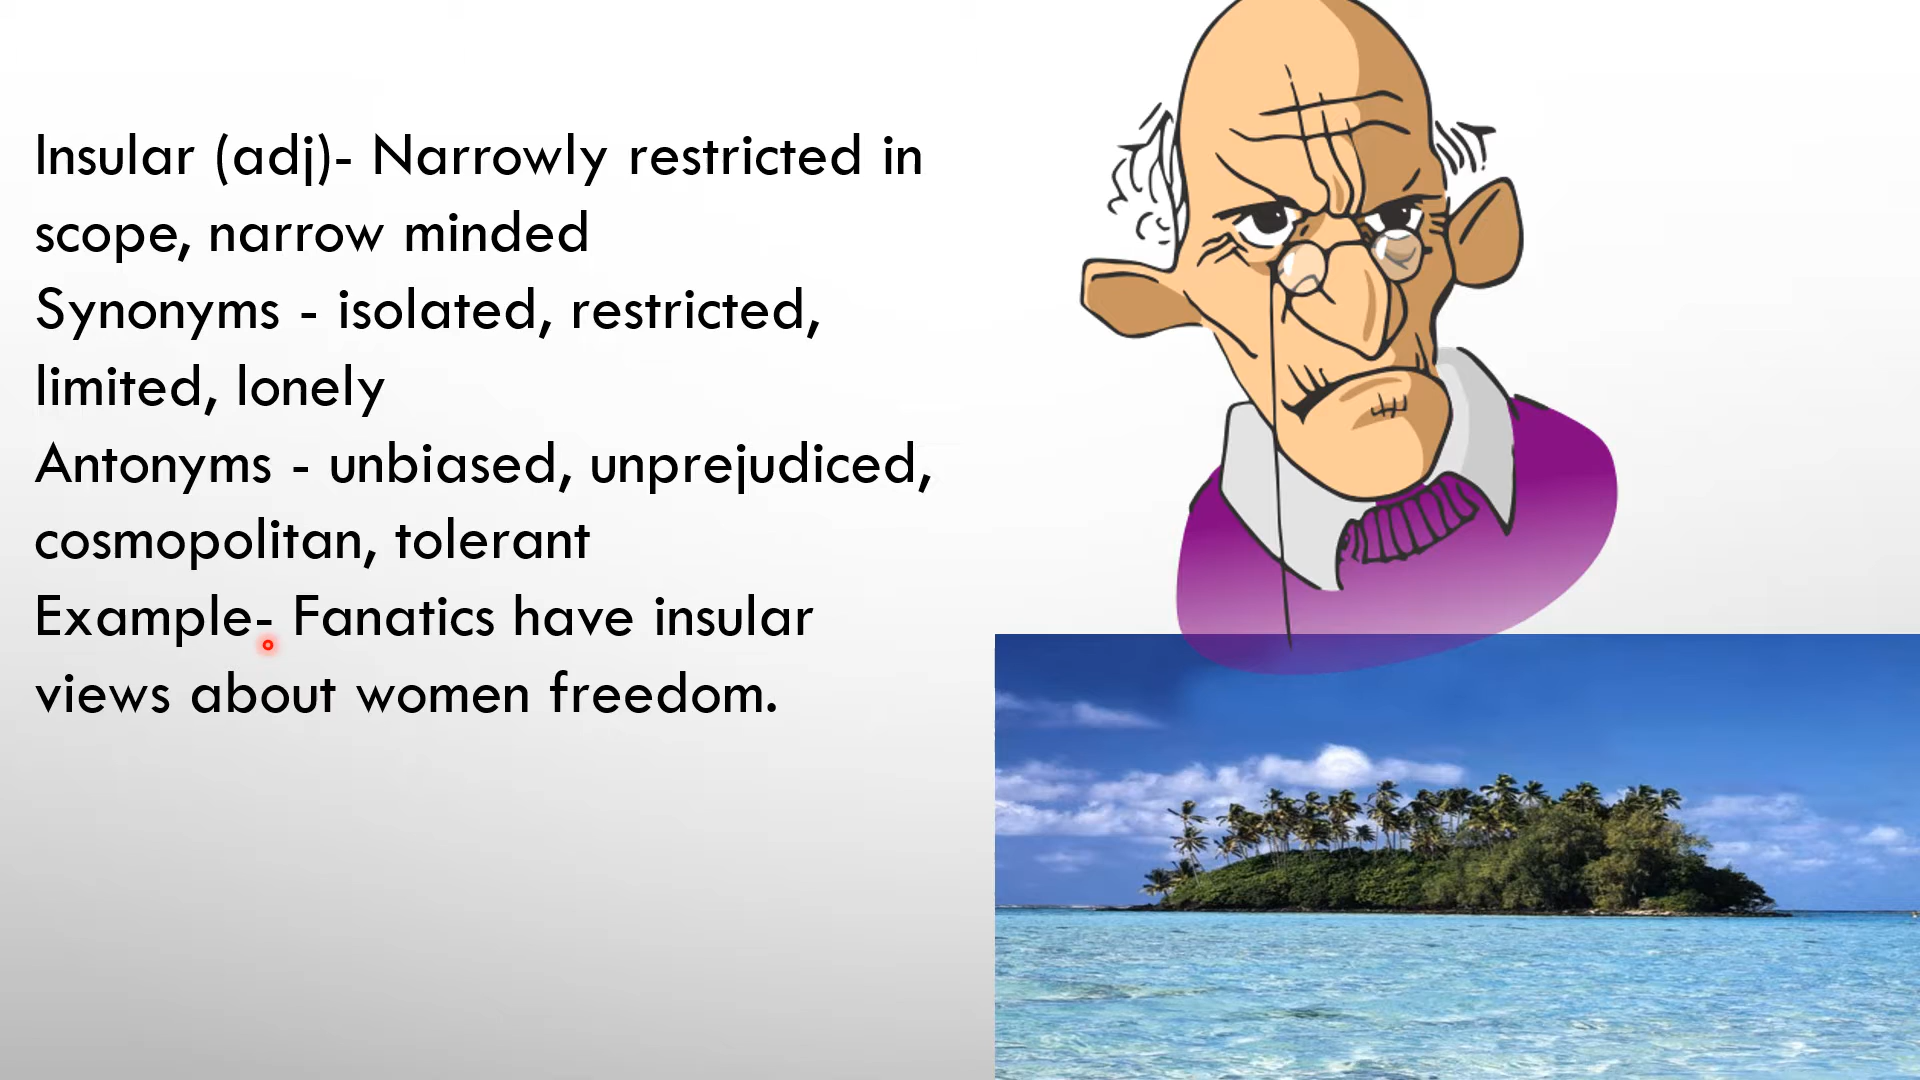 Insular (adj)- Narrowly restricted in
scope, narrow minded
Synonyms - isolated, restricted,
limited, lonely
Antonyms - unbiased, unprejudiced,
cosmopolitan, tolerant
Example- Fanatics have insular
views about women freedom.